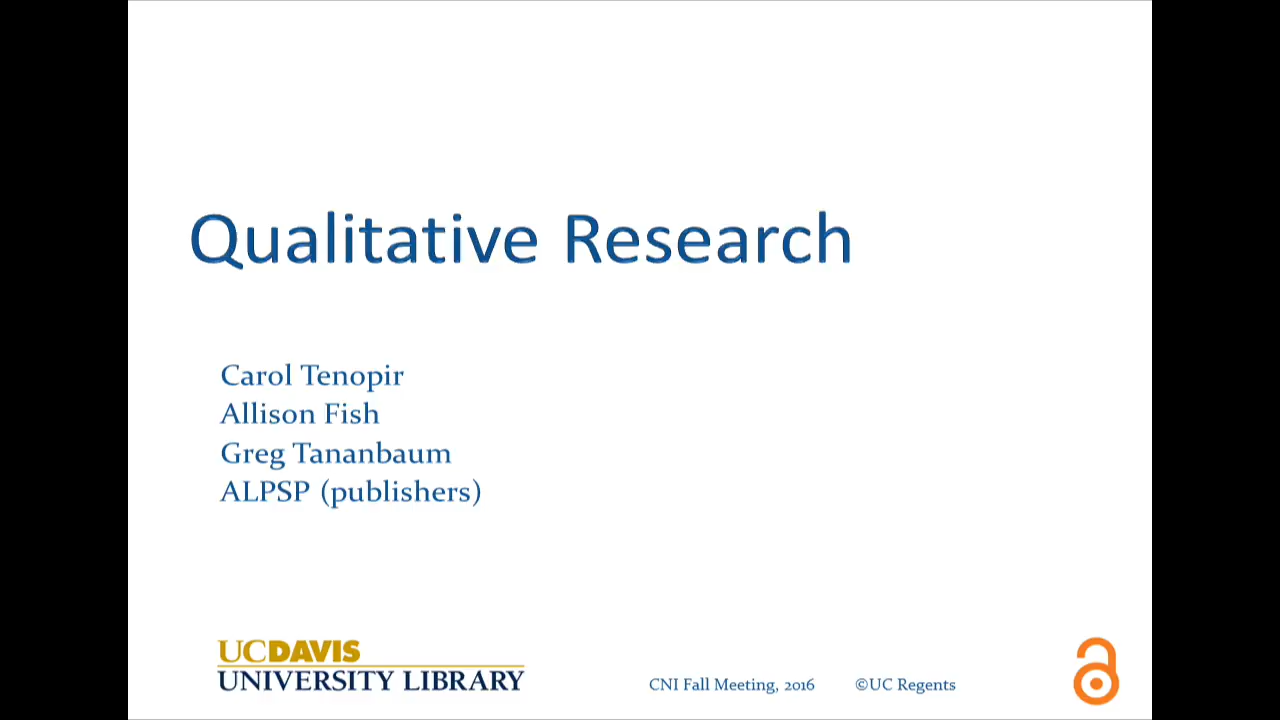 Qualitative Research
Carol Tenopir
Allison Fish
Greg Tananbaum
ALPSP (publishers)
UCDAVIS
UNIVERSITY LIBRARY
CNI Fall Meeting, 2016 ©UC Regents